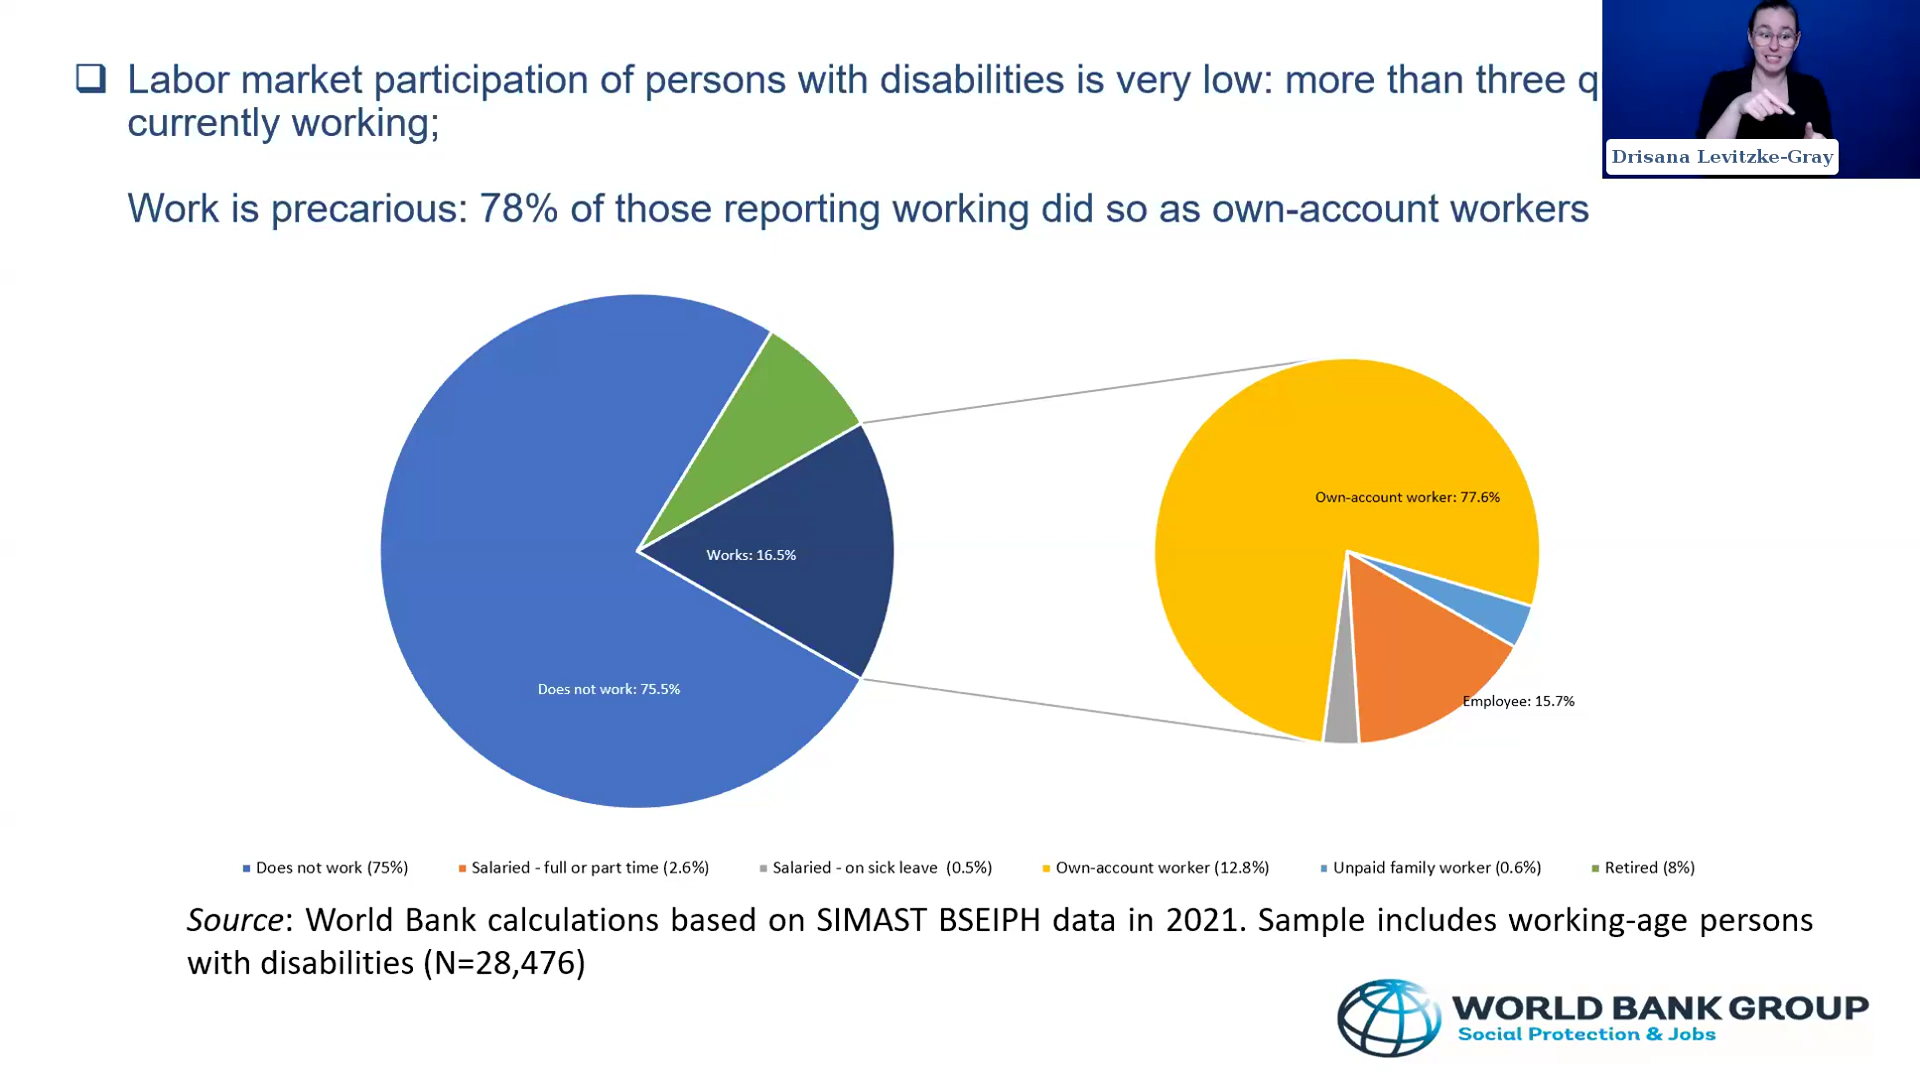 Labor market participation of persons with disabilities is very low: more than three q
currently working;
Work is precarious: 78% of those reporting working did so as own-account workers
Drisana Levitzke-Gray
Works: 16.5%
Does not work: 75.5%
Own-account worker: 77.6%
Employee: 15.7%
Does not work (75%) Salaried - full or part time (2.6%) Salaried - on sick leave (0.5%) Own-account worker (12.8%) Unpaid family worker (0.6%) Retired (8%)
Source: World Bank calculations based on SIMAST BSEIPH data in 2021. Sample includes working-age persons
with disabilities (N=28,476)
WORLD BANK GROUP
Social Protection & Jobs